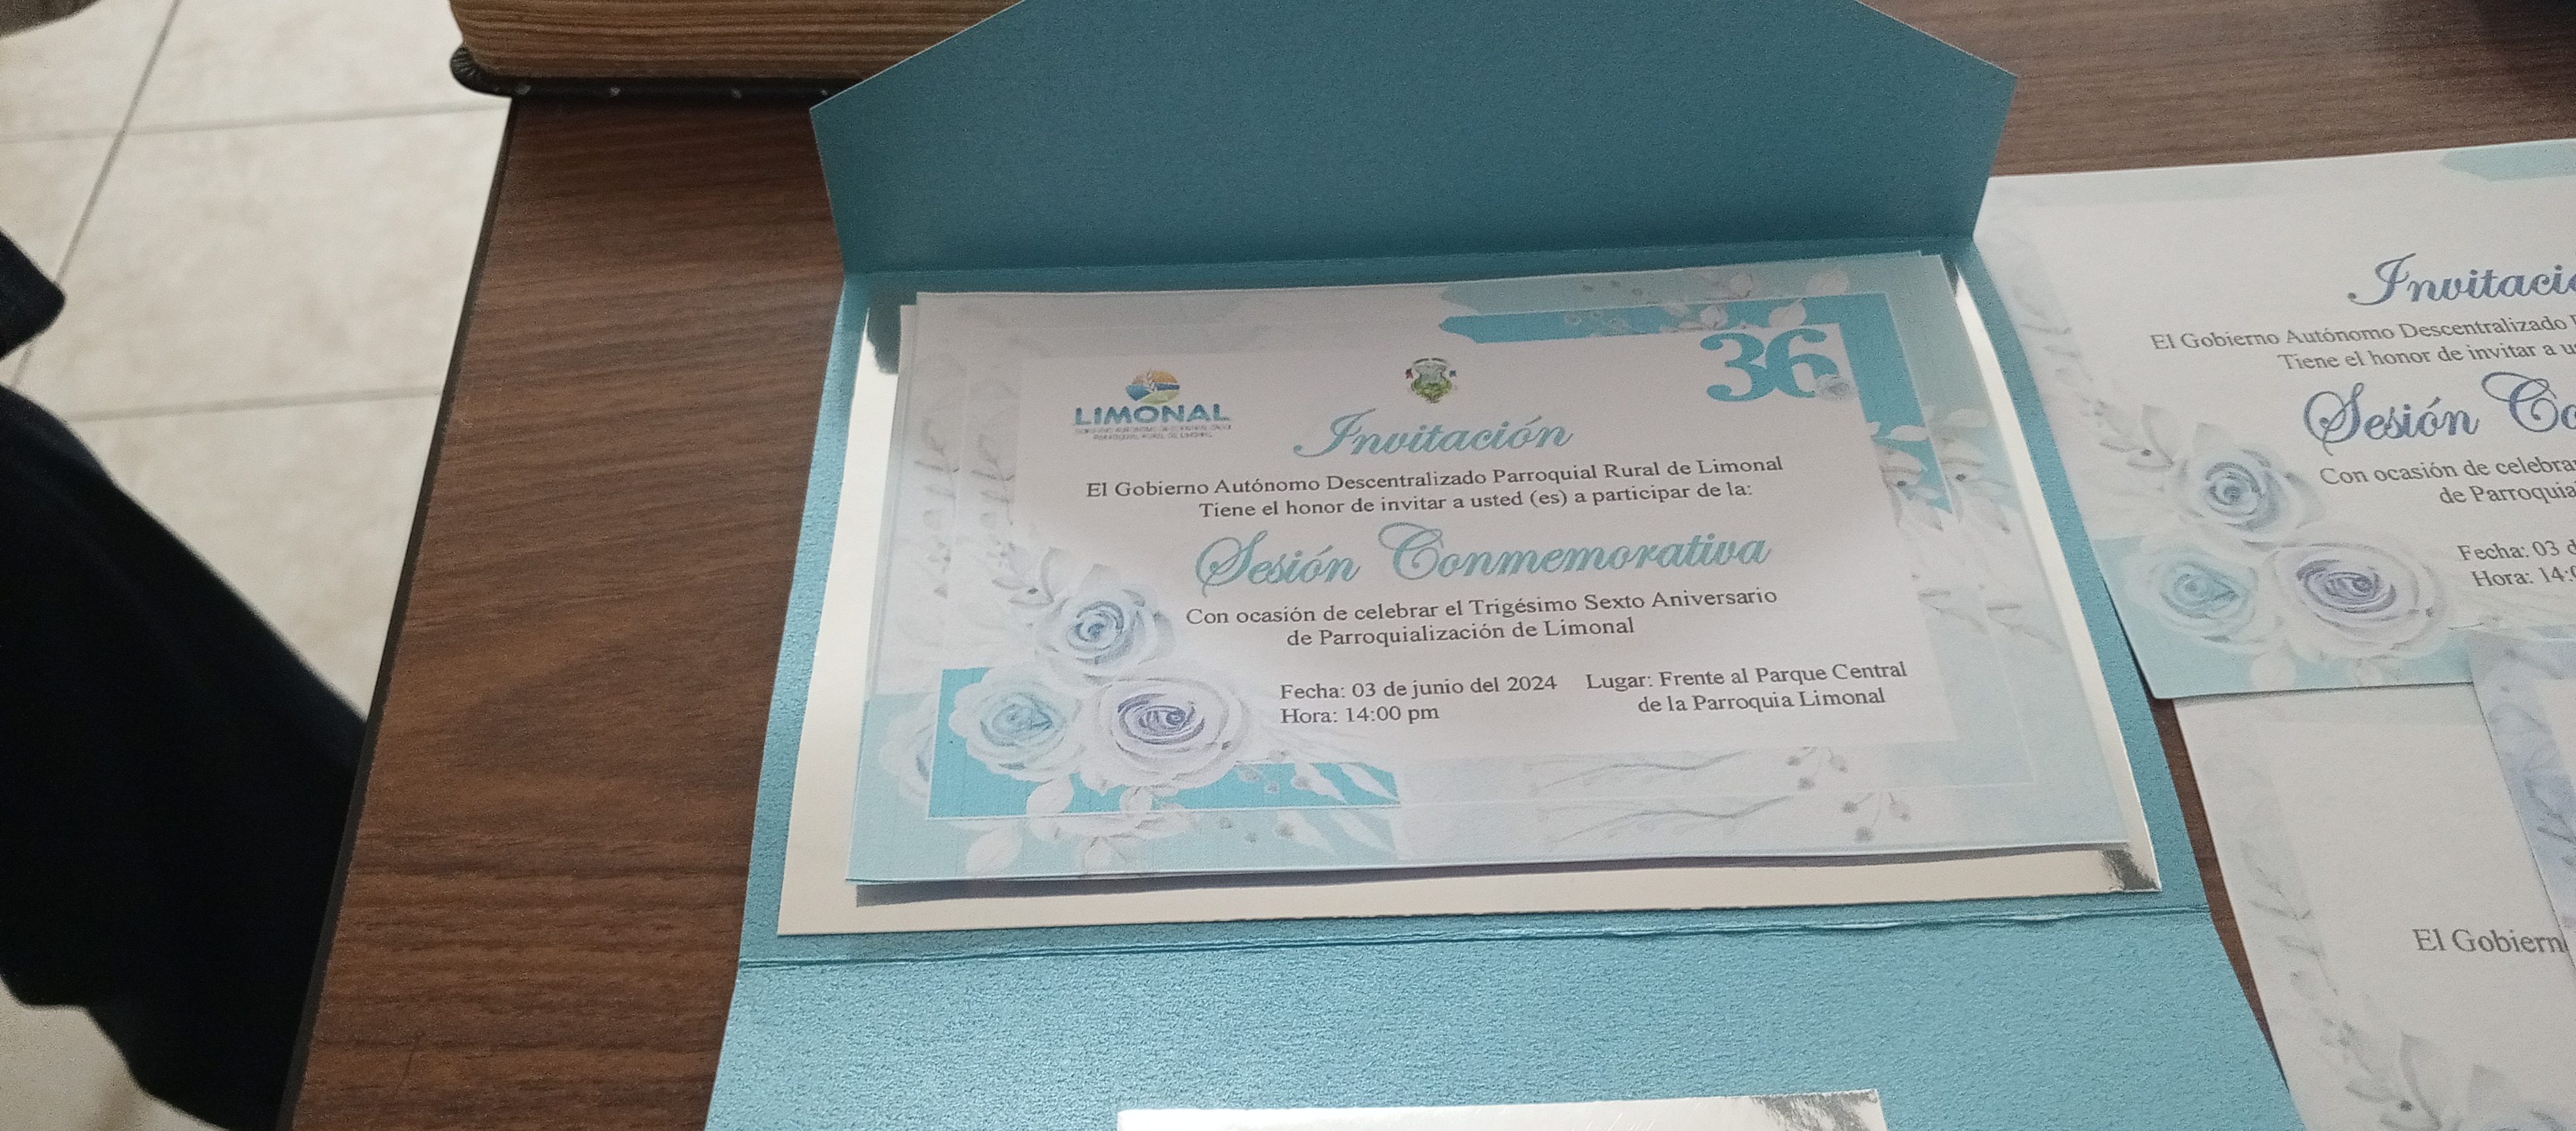 36
LIMONAL
Invitación
El Gobierno Autónomo Descentralizado Parroquial Rural de Limonal
Tiene el honor de invitar a usted (es) a participar de la:
Sesión Conmemorativa
Con ocasión de celebrar el Trigésimo Sexto Aniversario
de Parroquialización de Limonal
Fecha: 03 de junio del 2024
Hora: 14:00 pm
Lugar: Frente al Parque Central
de la Parroquia Limonal
Invitaci
El Gobierno Autónomo Descentralizado
Tiene el honor de invitar a u
Sesión Co
Con ocasión de celebra
de Parroquia
Fecha: 03 d
Hora: 14:0
El Gobiern